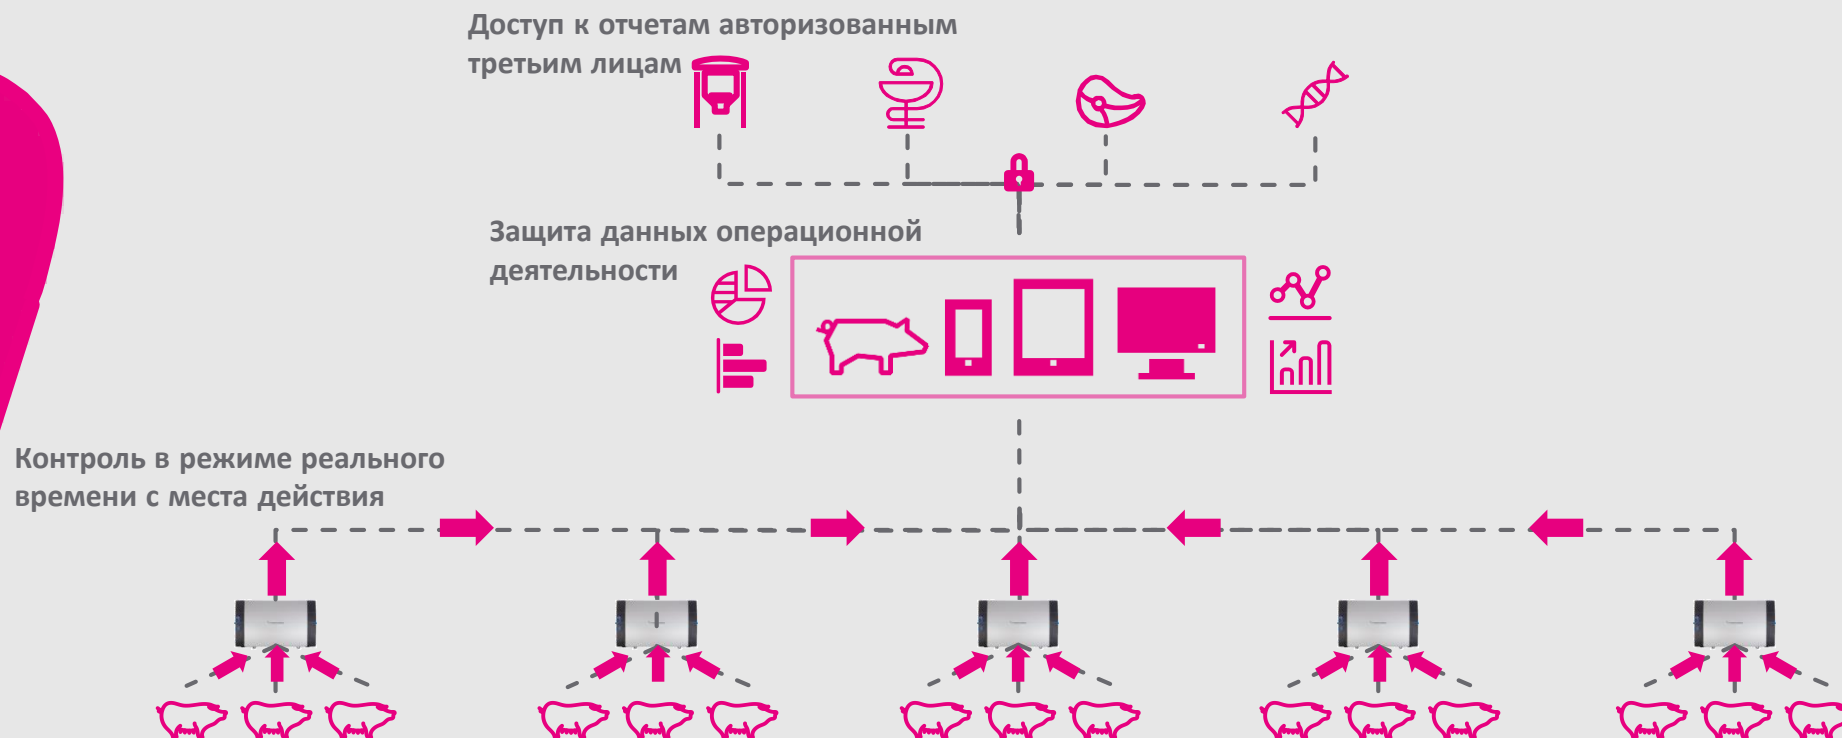 Доступ к отчетам авторизованным
третьим лицам
Защита данных операционной
деятельности
Контроль в режиме реального
времени с места действия